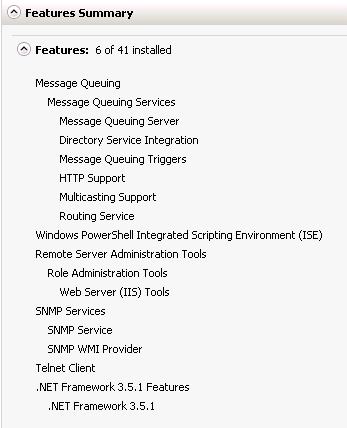 Features Summary
Features: 6 of 41 installed
Message Queuing
Message Queuing Services
Message Queuing Server
Directory Service Integration
Message Queuing Triggers
HTTP Support
Multicasting Support
Routing Service
Windows PowerShell Integrated Scripting Environment (ISE)
Remote Server Administration Tools
Role Administration Tools
Web Server (IIS) Tools
SNMP Services
SNMP Service
SNMP WMI Provider
Telnet Client
.NET Framework 3.5.1 Features
.NET Framework 3.5.1